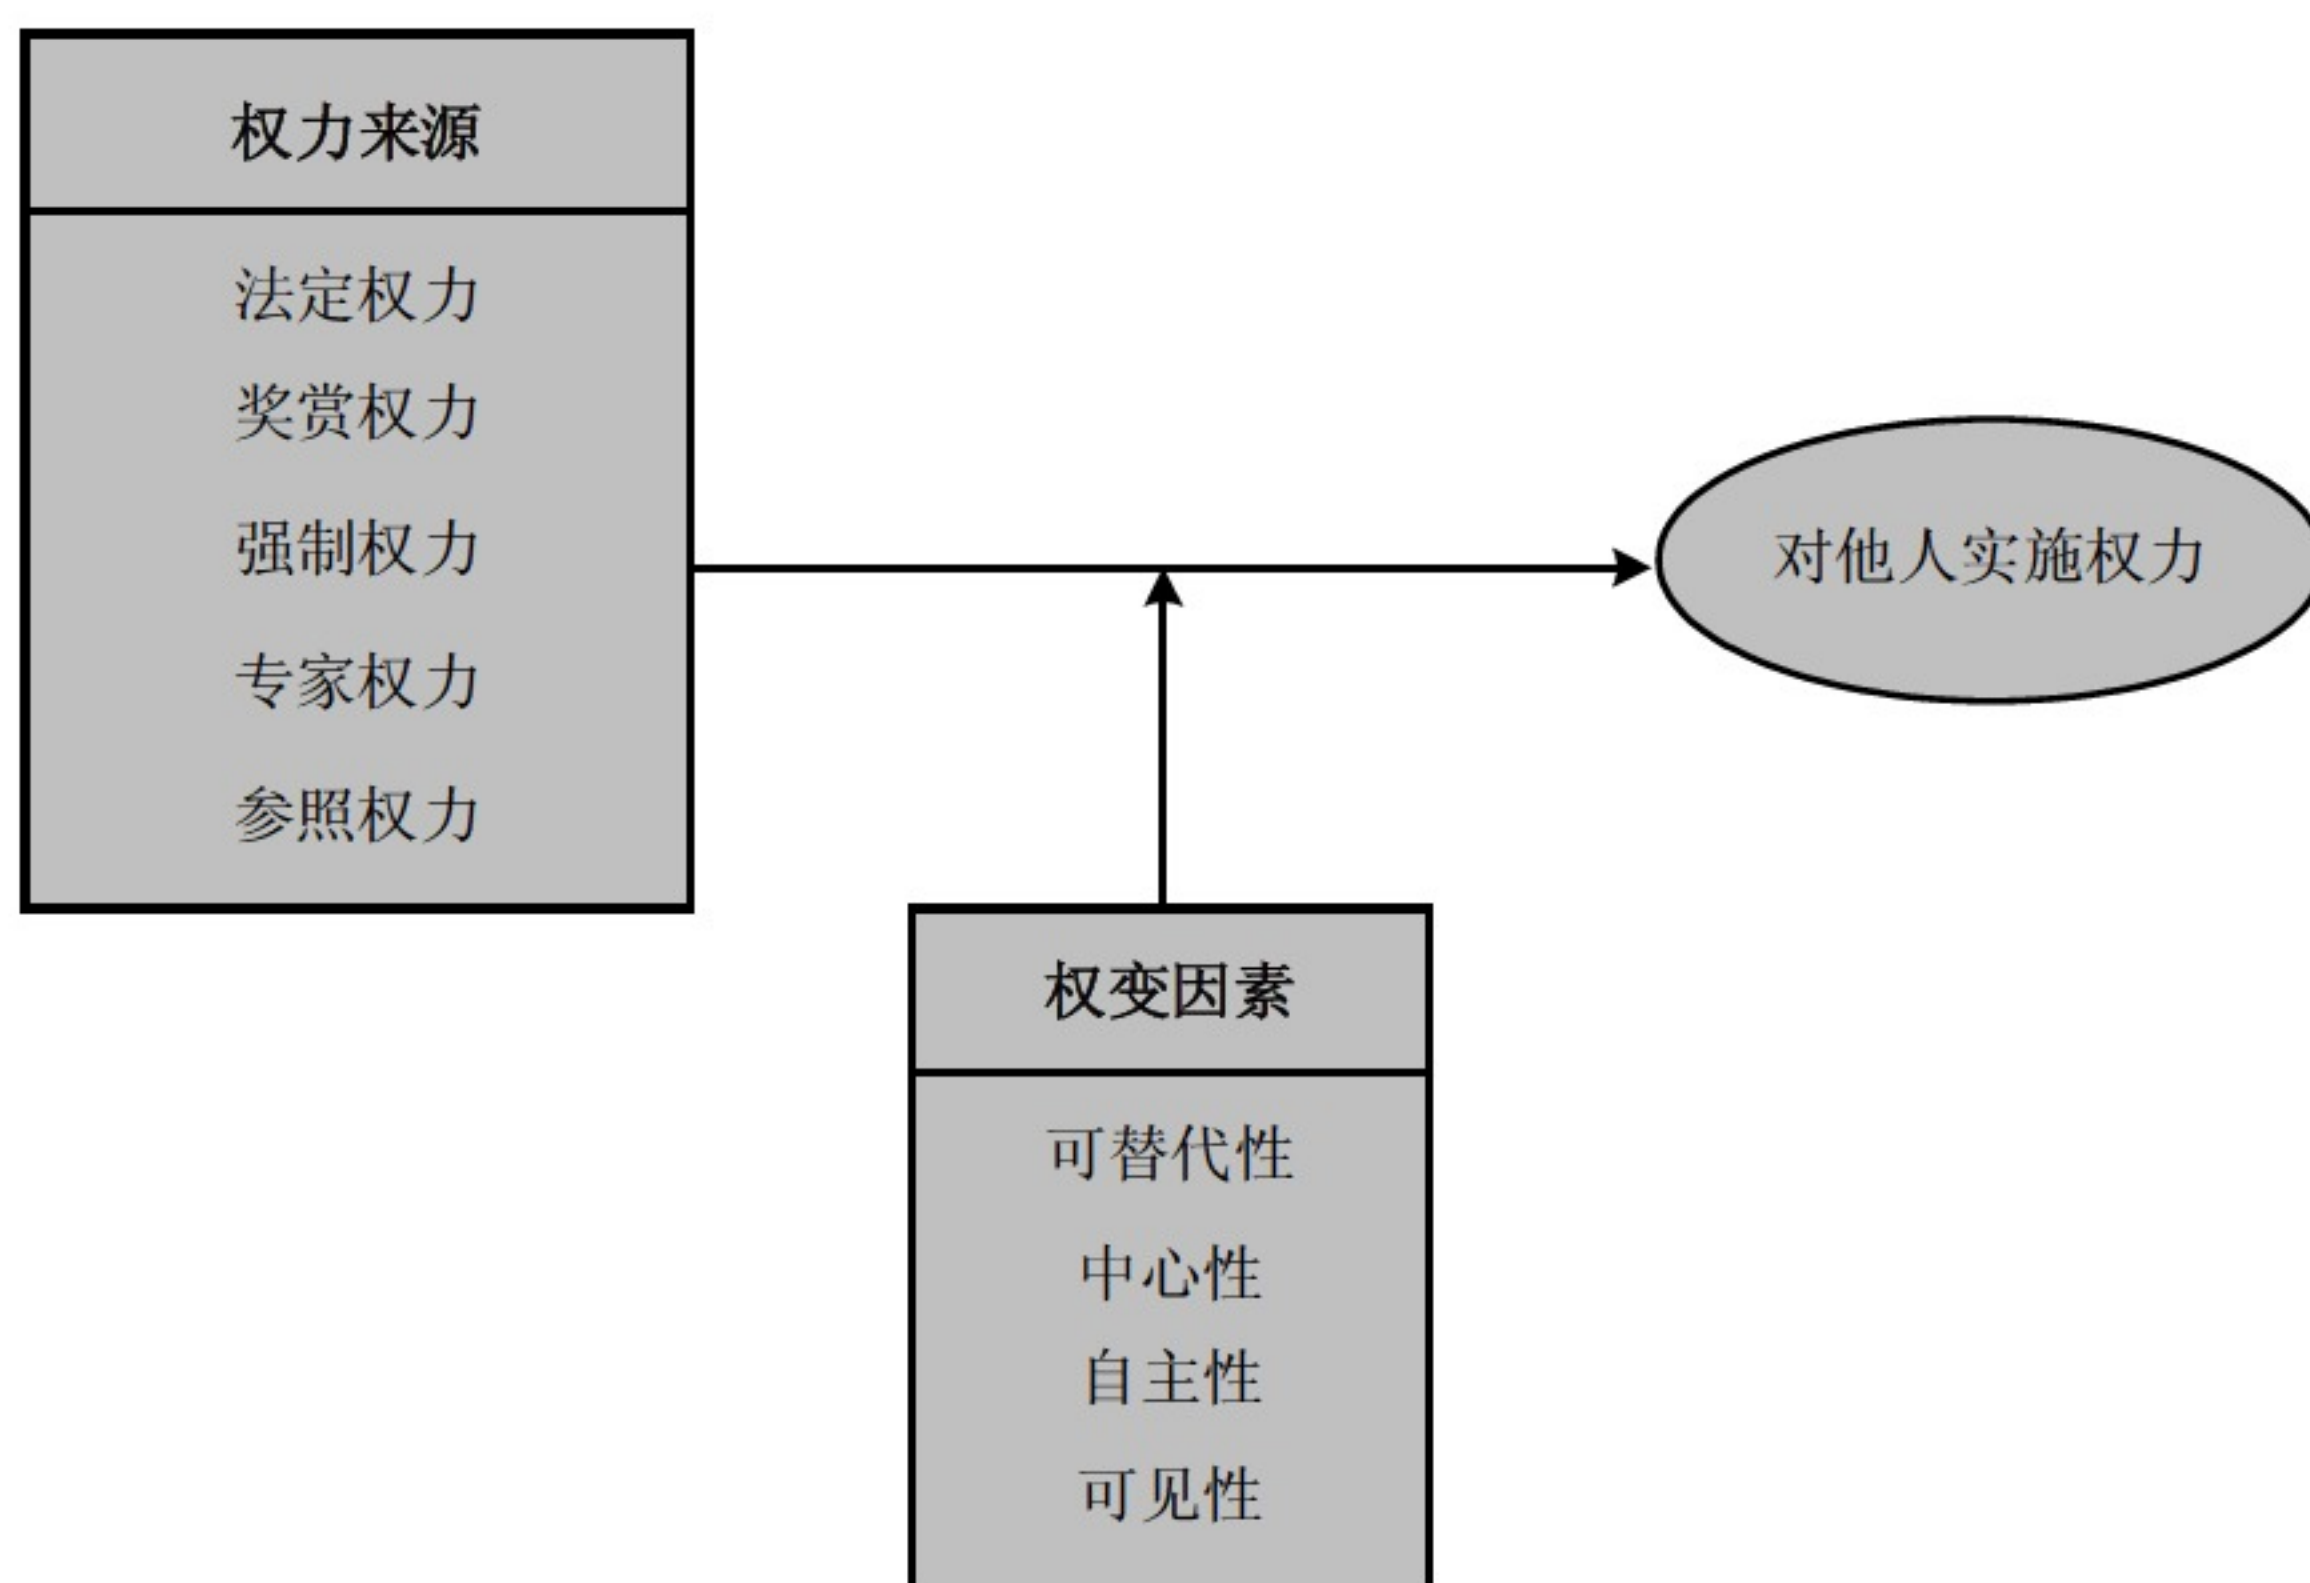 权力来源
法定权力
奖赏权力
强制权力
专家权力
参照权力
对他人实施权力
权变因素
可替代性
中心性
自主性
可见性